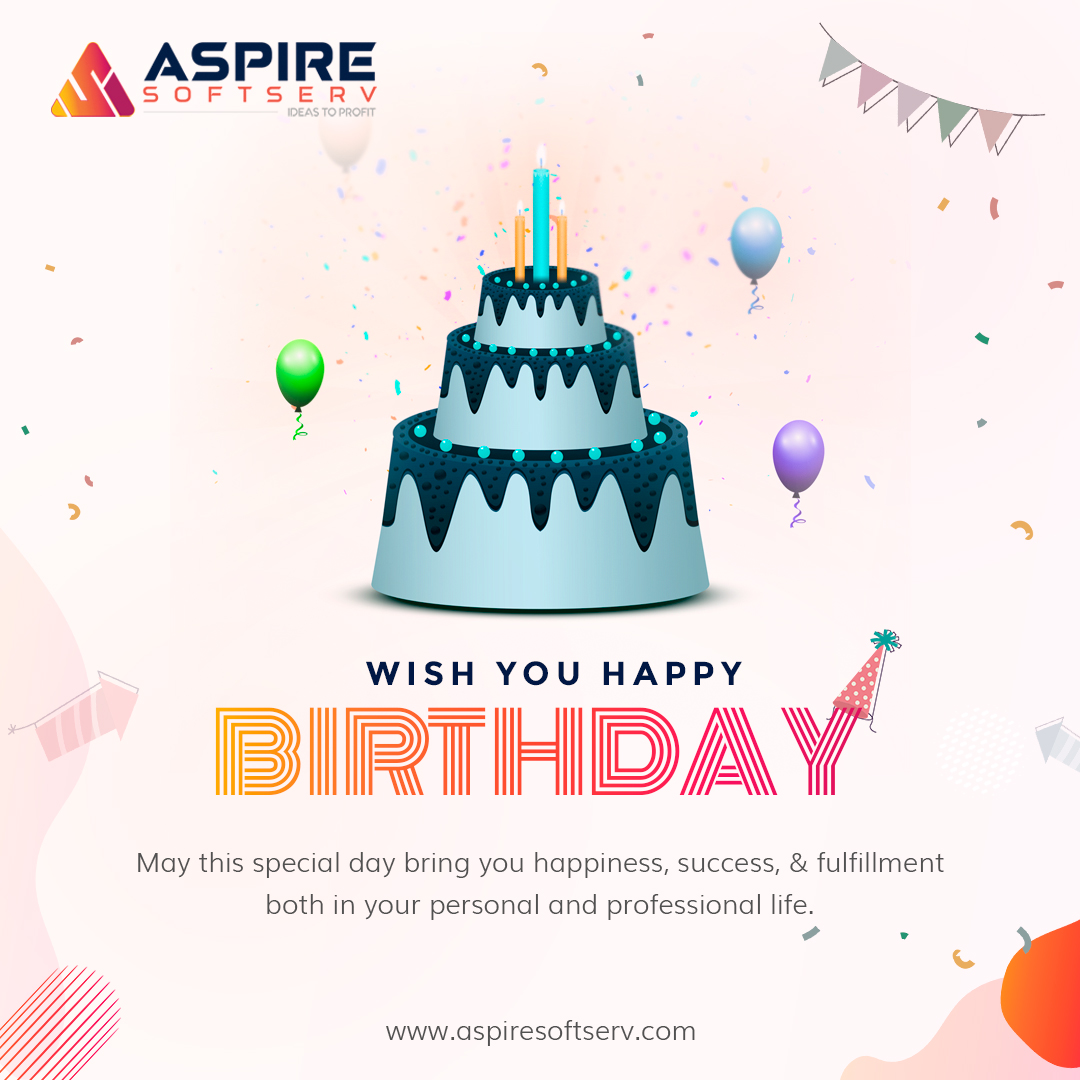 ASPIRE
SOFTSERV
IDEAS TO PROFIT
WISH YOU HAPPY
BIRTHDAY
May this special day bring you happiness, success, & fulfillment
both in your personal and professional life.
www.aspiresoftserv.com